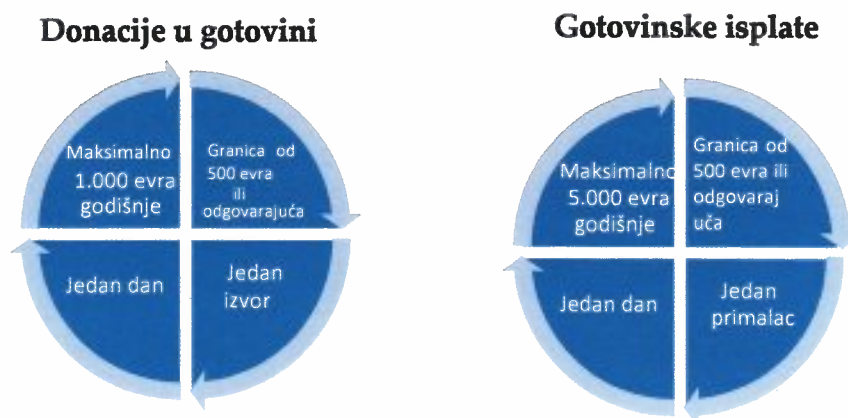 Donacije u gotovini
Maksimalno
1.000 evra
godišnje
Granica od
500 evra
ili
odgovarajuća
Jedan dan
Jedan
izvor
Gotovinske isplate
Maksimalno
5.000 evra
godišnje
Granica od
500 evra ili
odgovaraj
uča
Jedan dan
Jedan
primalac